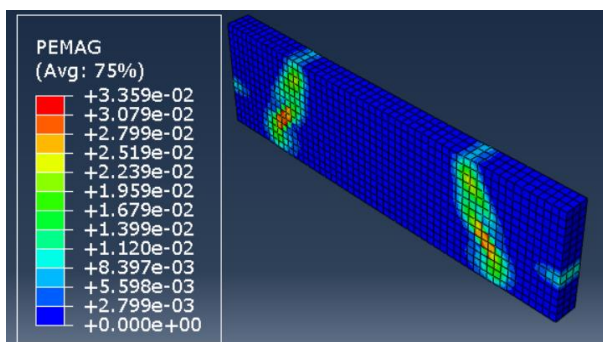 PEMAG
(Avg: 75%)
+3.359e-02
+3.079e-02
+2.799e-02
+2.519e-02
+2.239e-02
+1.959e-02
+1.679e-02
+1.399e-02
+1.120e-02
+8.397e-03
+5.598e-03
+2.799e-03
+0.000e+00